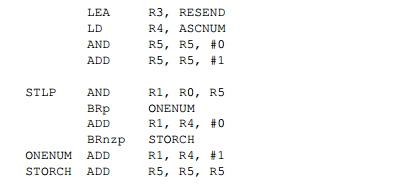 LEA R3, RESEND
LD R4, ASCNUM
AND R5, R5, #0
ADD R5, R5, #1
STLP AND R1, R0, R5
BRp ONENUM
ADD R1, R4, #0
BRnzp STORCH
ONENUM ADD R1, R4, #1
STORCH ADD R5, R5, R5